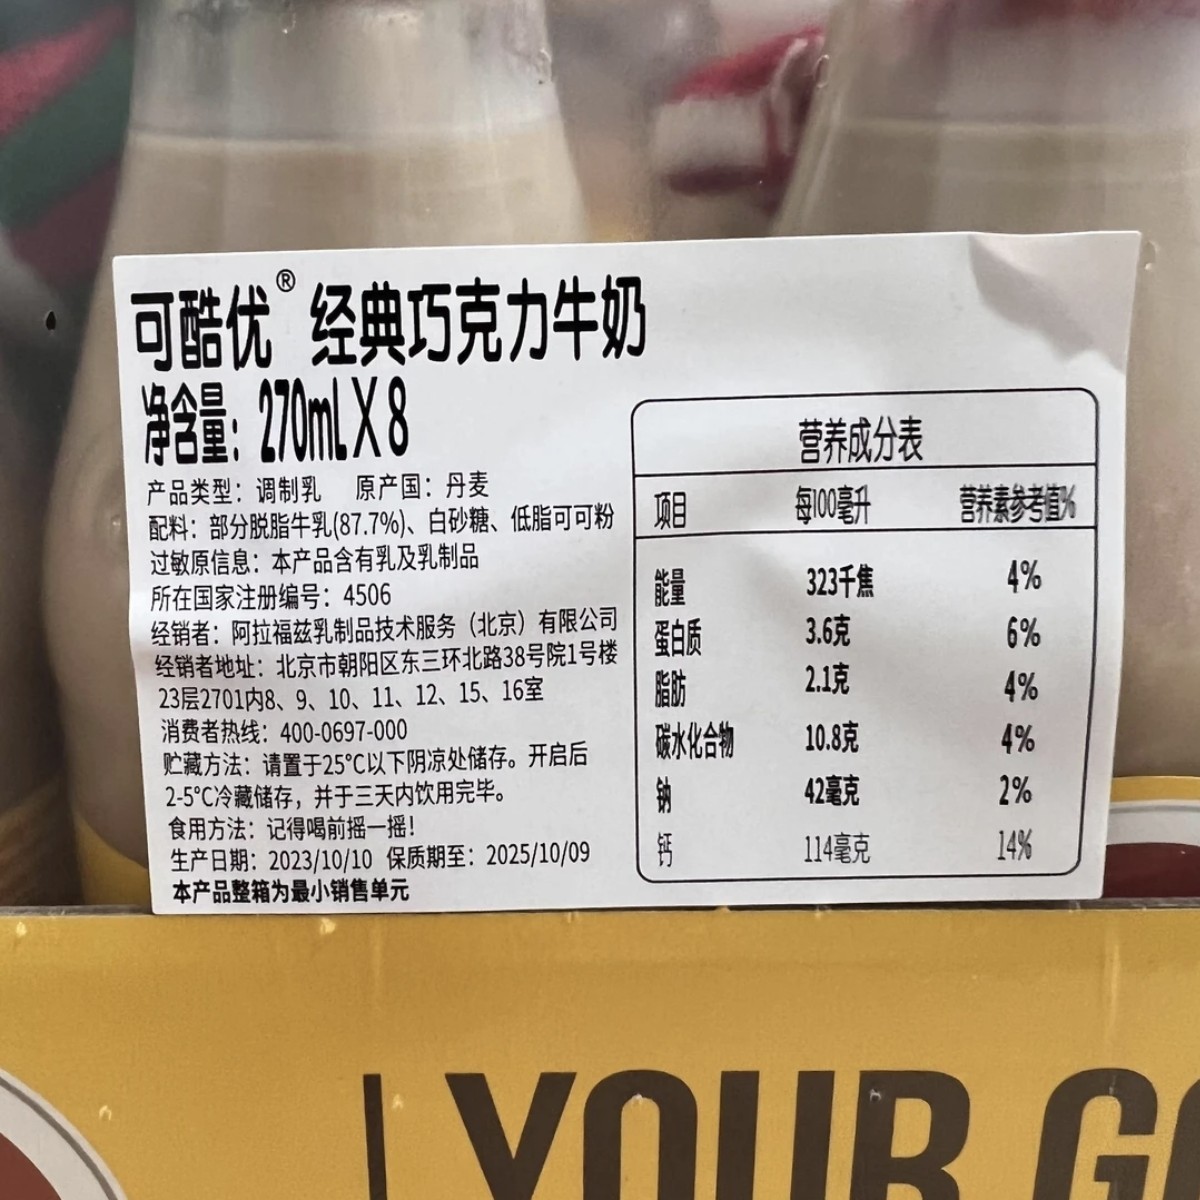 可酷优® 经典巧克力牛奶
净含量：270mL X 8
产品类型：调制乳 原产国：丹麦
配料：部分脱脂牛乳(87.7%)、白砂糖、低脂可可粉
过敏原信息：本产品含有乳及乳制品
所在国家注册编号：4506
经销者：阿拉福兹乳制品技术服务（北京）有限公司
经销者地址：北京市朝阳区东三环北路38号院1号楼
23层2701内8、9、10、11、12、15、16室
消费者热线：400-0697-000
贮藏方法：请置于25°C以下阴凉处储存。开启后
2-5°C冷藏储存，并于三天内饮用完毕。
食用方法：记得喝前摇一摇！
生产日期：2023/10/10 保质期至：2025/10/09
本产品整箱为最小销售单元
营养成分表
项目 每100毫升 营养素参考值%
能量 323千焦 4%
蛋白质 3.6克 6%
脂肪 2.1克 4%
碳水化合物 10.8克 4%
钠 42毫克 2%
钙 114毫克 14%
YOUR